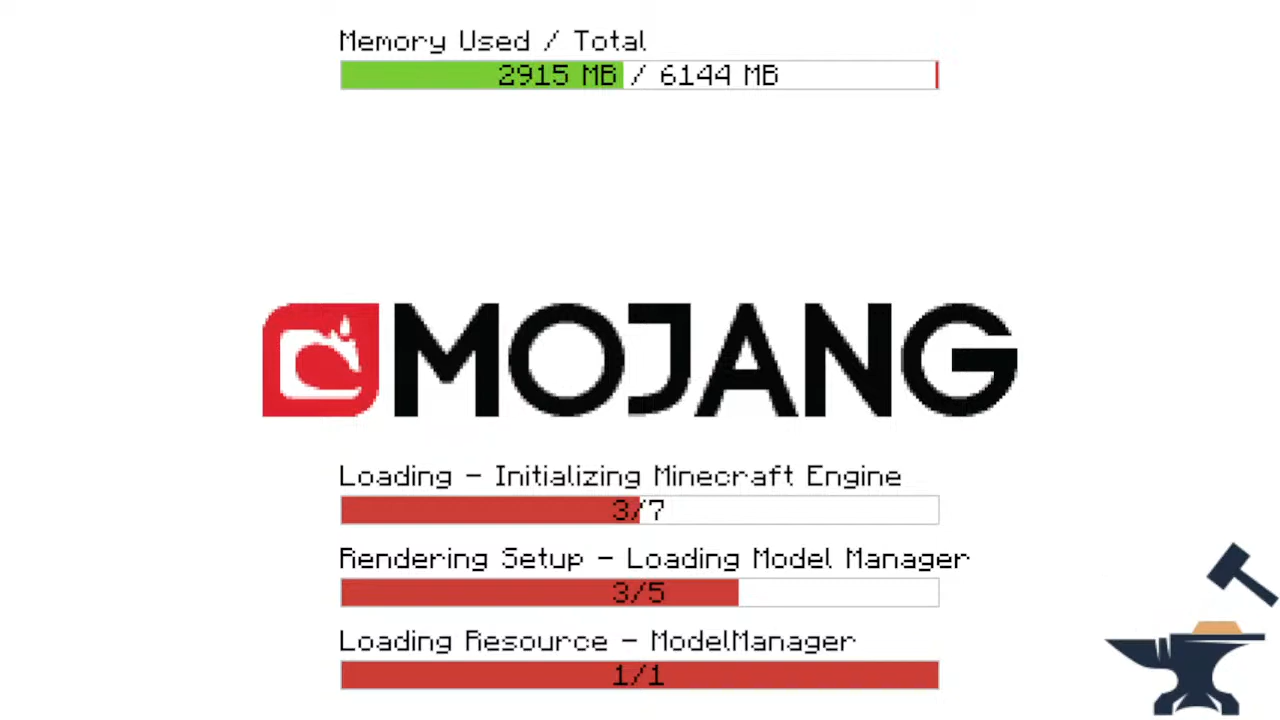 Memory Used / Total
2915 MB / 6144 MB
MOJANG
Loading - Initializing Minecraft Engine
3/7
Rendering Setup - Loading Model Manager
3/5
Loading Resource - ModelManager
1/1